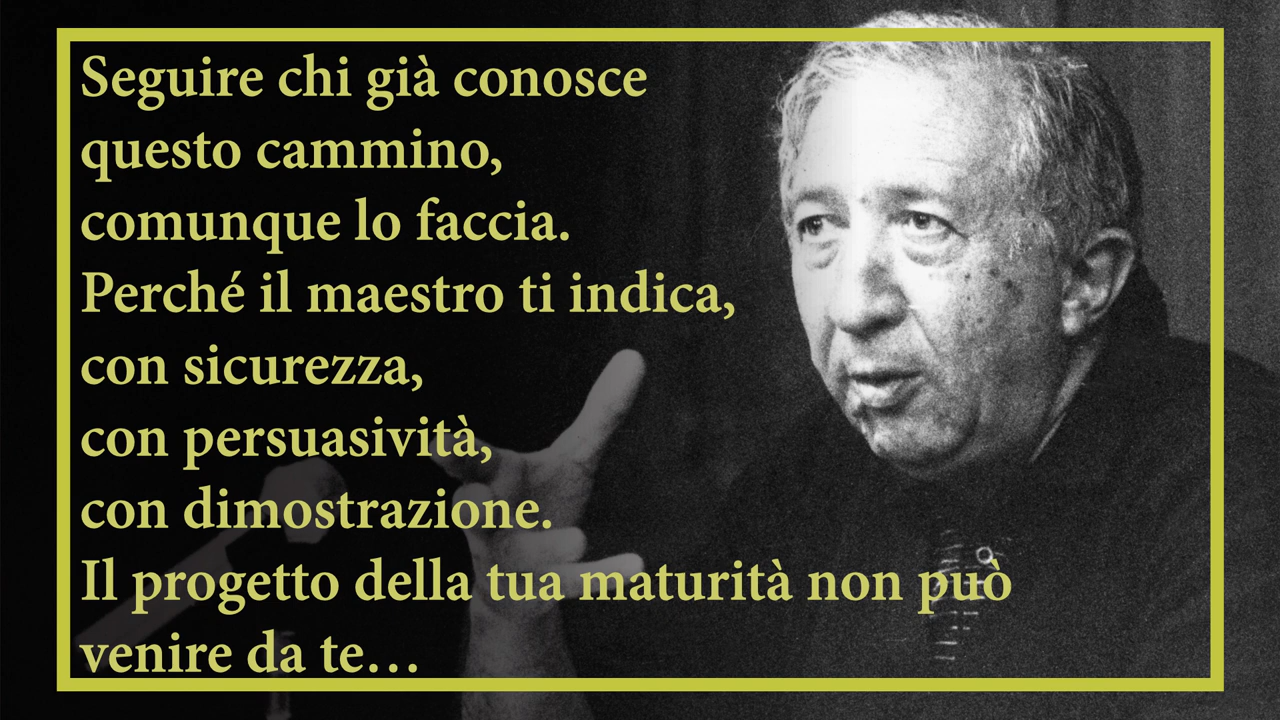 Seguire chi già conosce
questo cammino,
comunque lo faccia.
Perché il maestro ti indica,
con sicurezza,
con persuasività,
con dimostrazione.
Il progetto della tua maturità non può
venire da te…